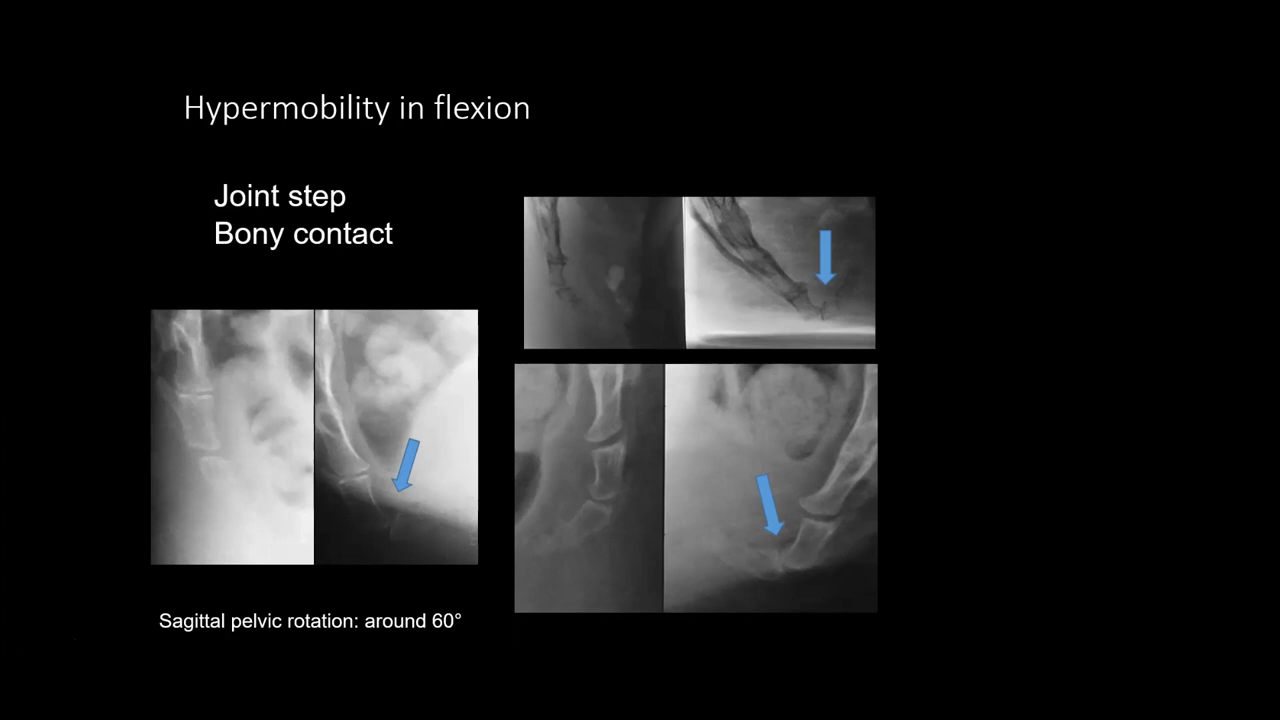 Hypermobility in flexion
Joint step
Bony contact
Sagittal pelvic rotation: around 60°